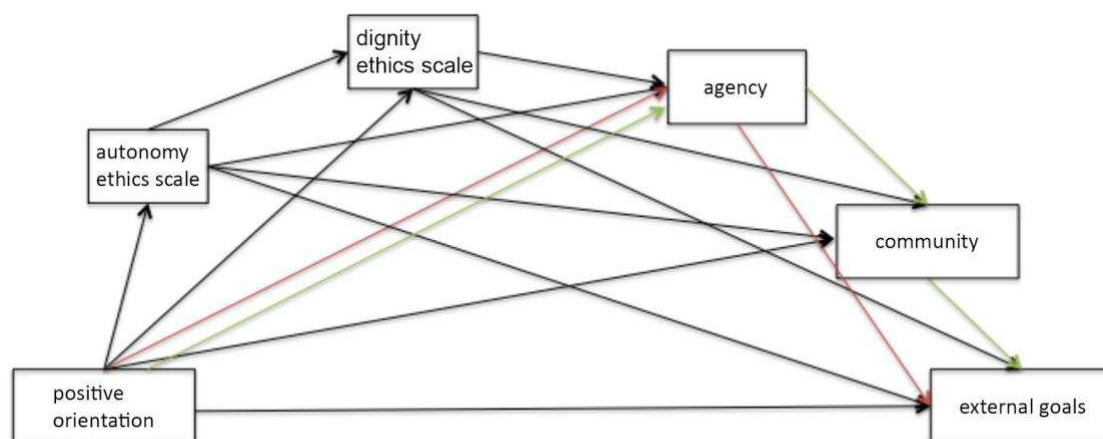 dignity
ethics scale
agency
autonomy
ethics scale
community
positive
orientation
external goals